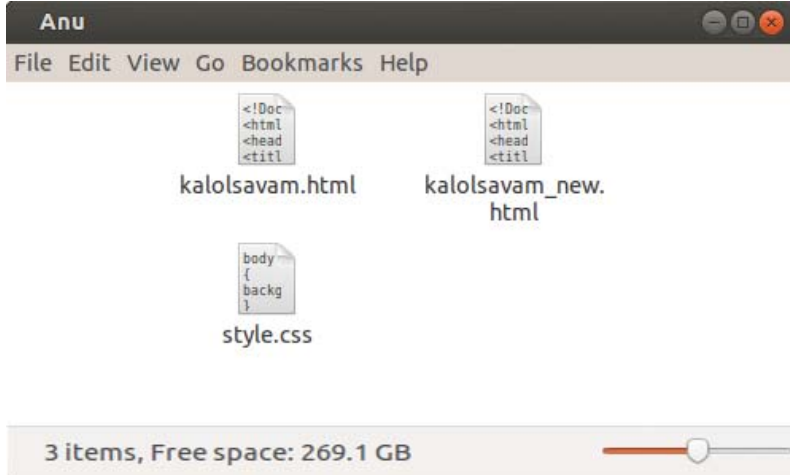 Anu
File Edit View Go Bookmarks Help
<!Doc
<html
<head
<titl
kalolsavam.html
<!Doc
<html
<head
<titl
kalolsavam_new.
html
body
{
backg
}
style.css
3 items, Free space: 269.1 GB